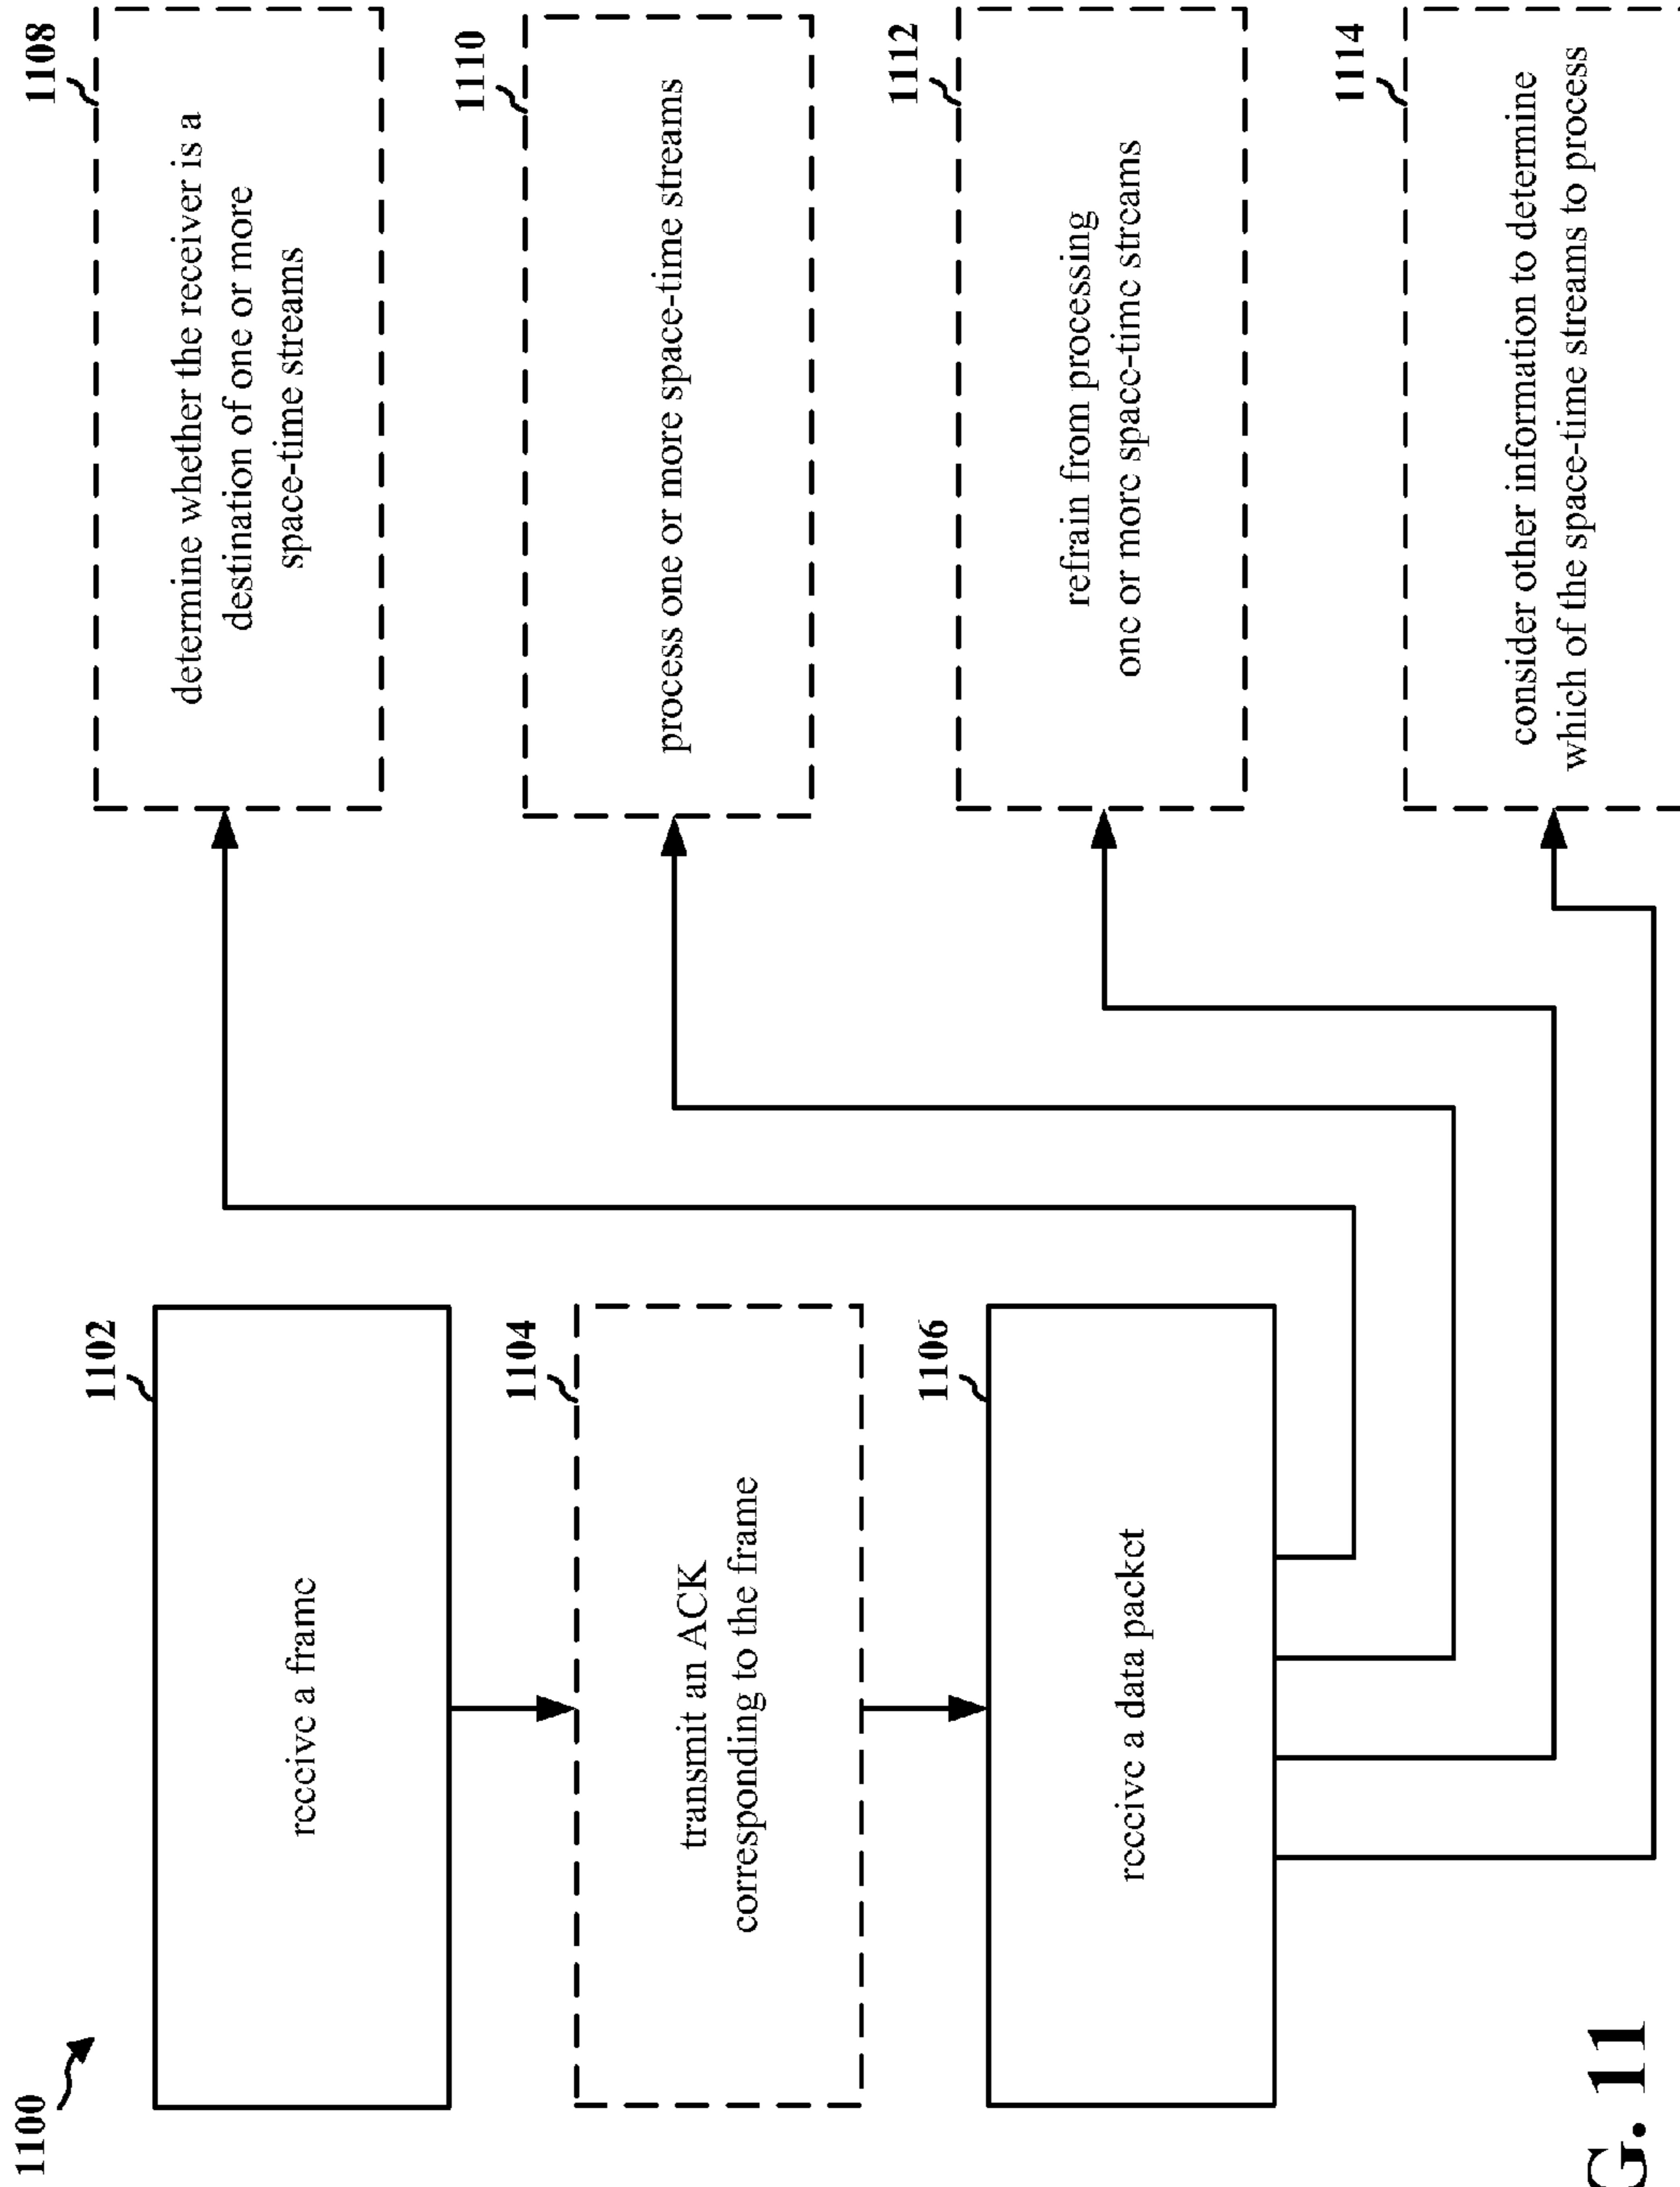 1100
1102
receive a frame
1104
transmit an ACK
corresponding to the frame
1106
receive a data packet
1108
determine whether the receiver is a
destination of one or more
space-time streams
1110
process one or more space-time streams
1112
refrain from processing
one or more space-time streams
1114
consider other information to determine
which of the space-time streams to process
G. 11